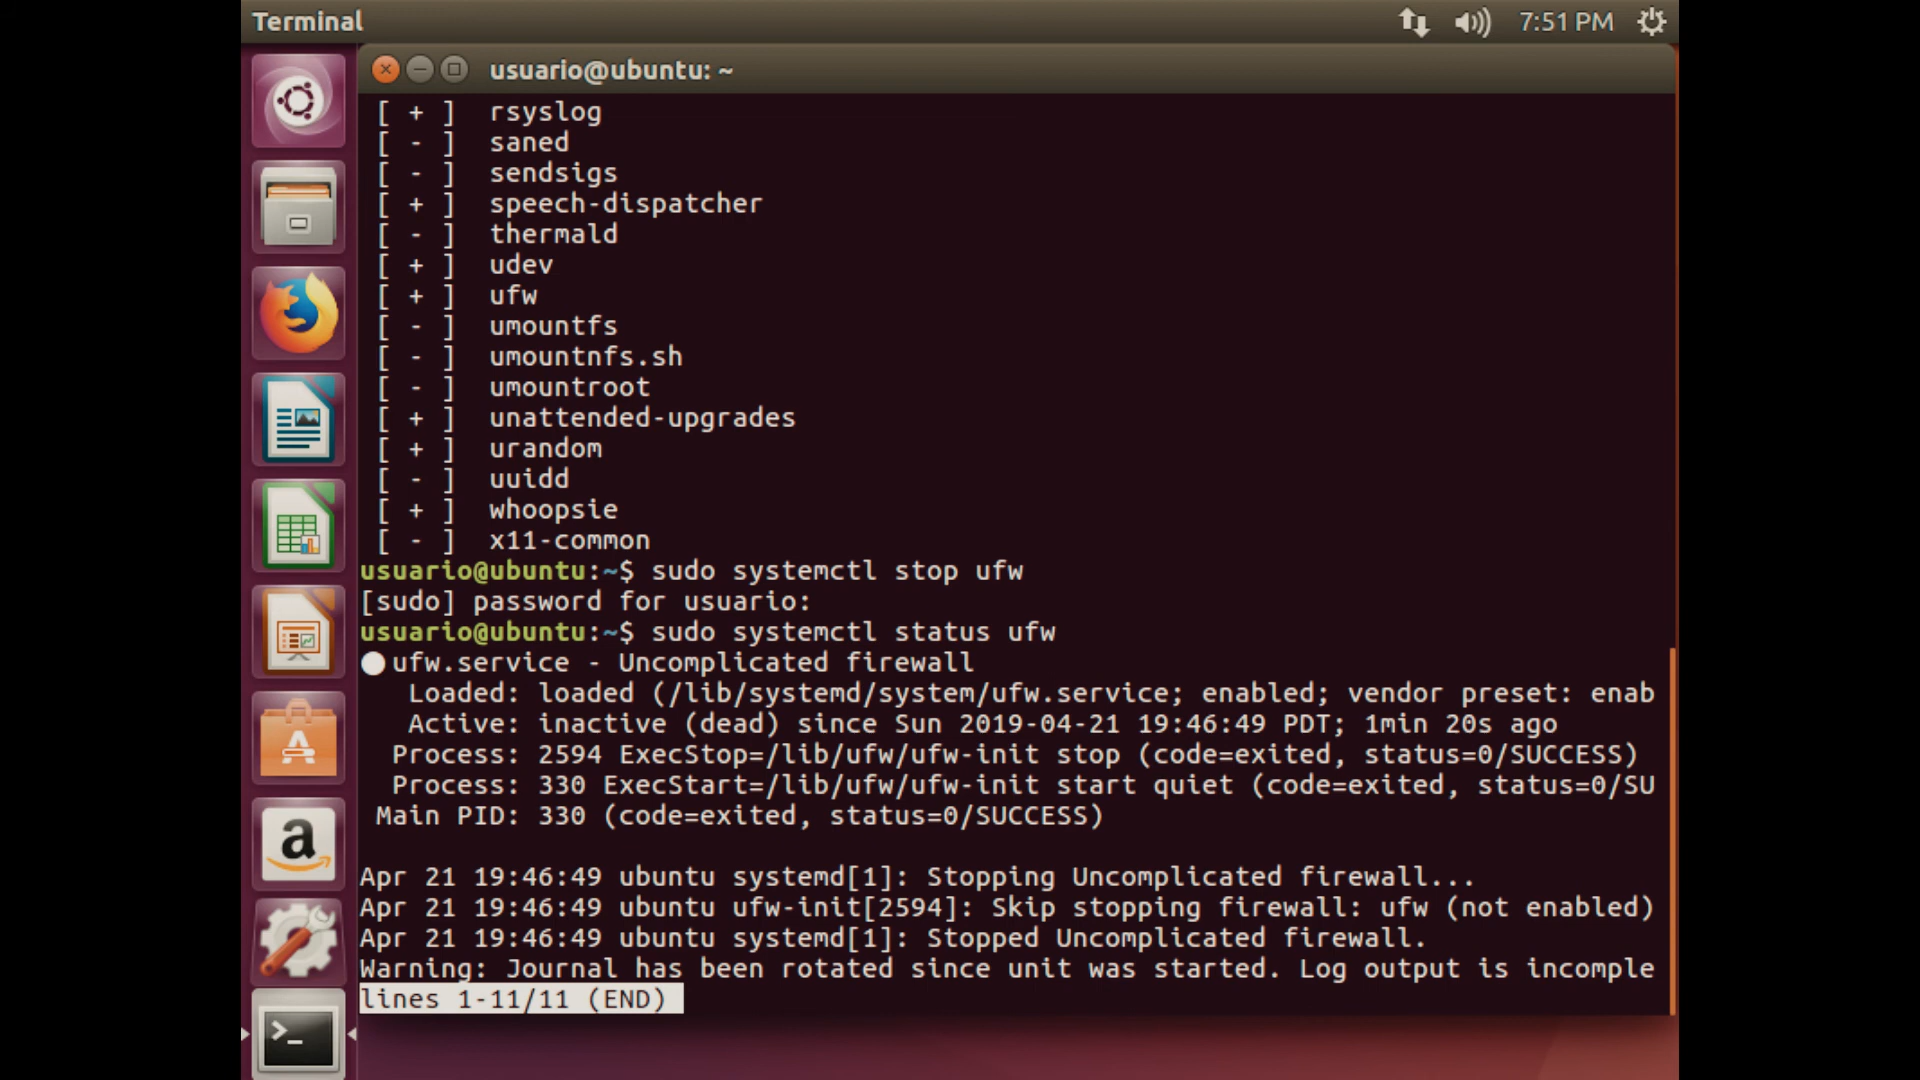 Terminal
7:51 PM
usuario@ubuntu: ~
[ + ]  rsyslog
[ - ]  saned
[ - ]  sendsigs
[ + ]  speech-dispatcher
[ - ]  thermald
[ + ]  udev
[ + ]  ufw
[ - ]  umountfs
[ - ]  umountnfs.sh
[ - ]  umountroot
[ + ]  unattended-upgrades
[ + ]  urandom
[ - ]  uuidd
[ + ]  whoopsie
[ - ]  x11-common
usuario@ubuntu:~$ sudo systemctl stop ufw
[sudo] password for usuario:
usuario@ubuntu:~$ sudo systemctl status ufw
● ufw.service - Uncomplicated firewall
Loaded: loaded (/lib/systemd/system/ufw.service; enabled; vendor preset: enab
Active: inactive (dead) since Sun 2019-04-21 19:46:49 PDT; 1min 20s ago
Process: 2594 ExecStop=/lib/ufw/ufw-init stop (code=exited, status=0/SUCCESS)
Process: 330 ExecStart=/lib/ufw/ufw-init start quiet (code=exited, status=0/SU
Main PID: 330 (code=exited, status=0/SUCCESS)
Apr 21 19:46:49 ubuntu systemd[1]: Stopping Uncomplicated firewall...
Apr 21 19:46:49 ubuntu ufw-init[2594]: Skip stopping firewall: ufw (not enabled)
Apr 21 19:46:49 ubuntu systemd[1]: Stopped Uncomplicated firewall.
Warning: Journal has been rotated since unit was started. Log output is incomple
lines 1-11/11 (END)